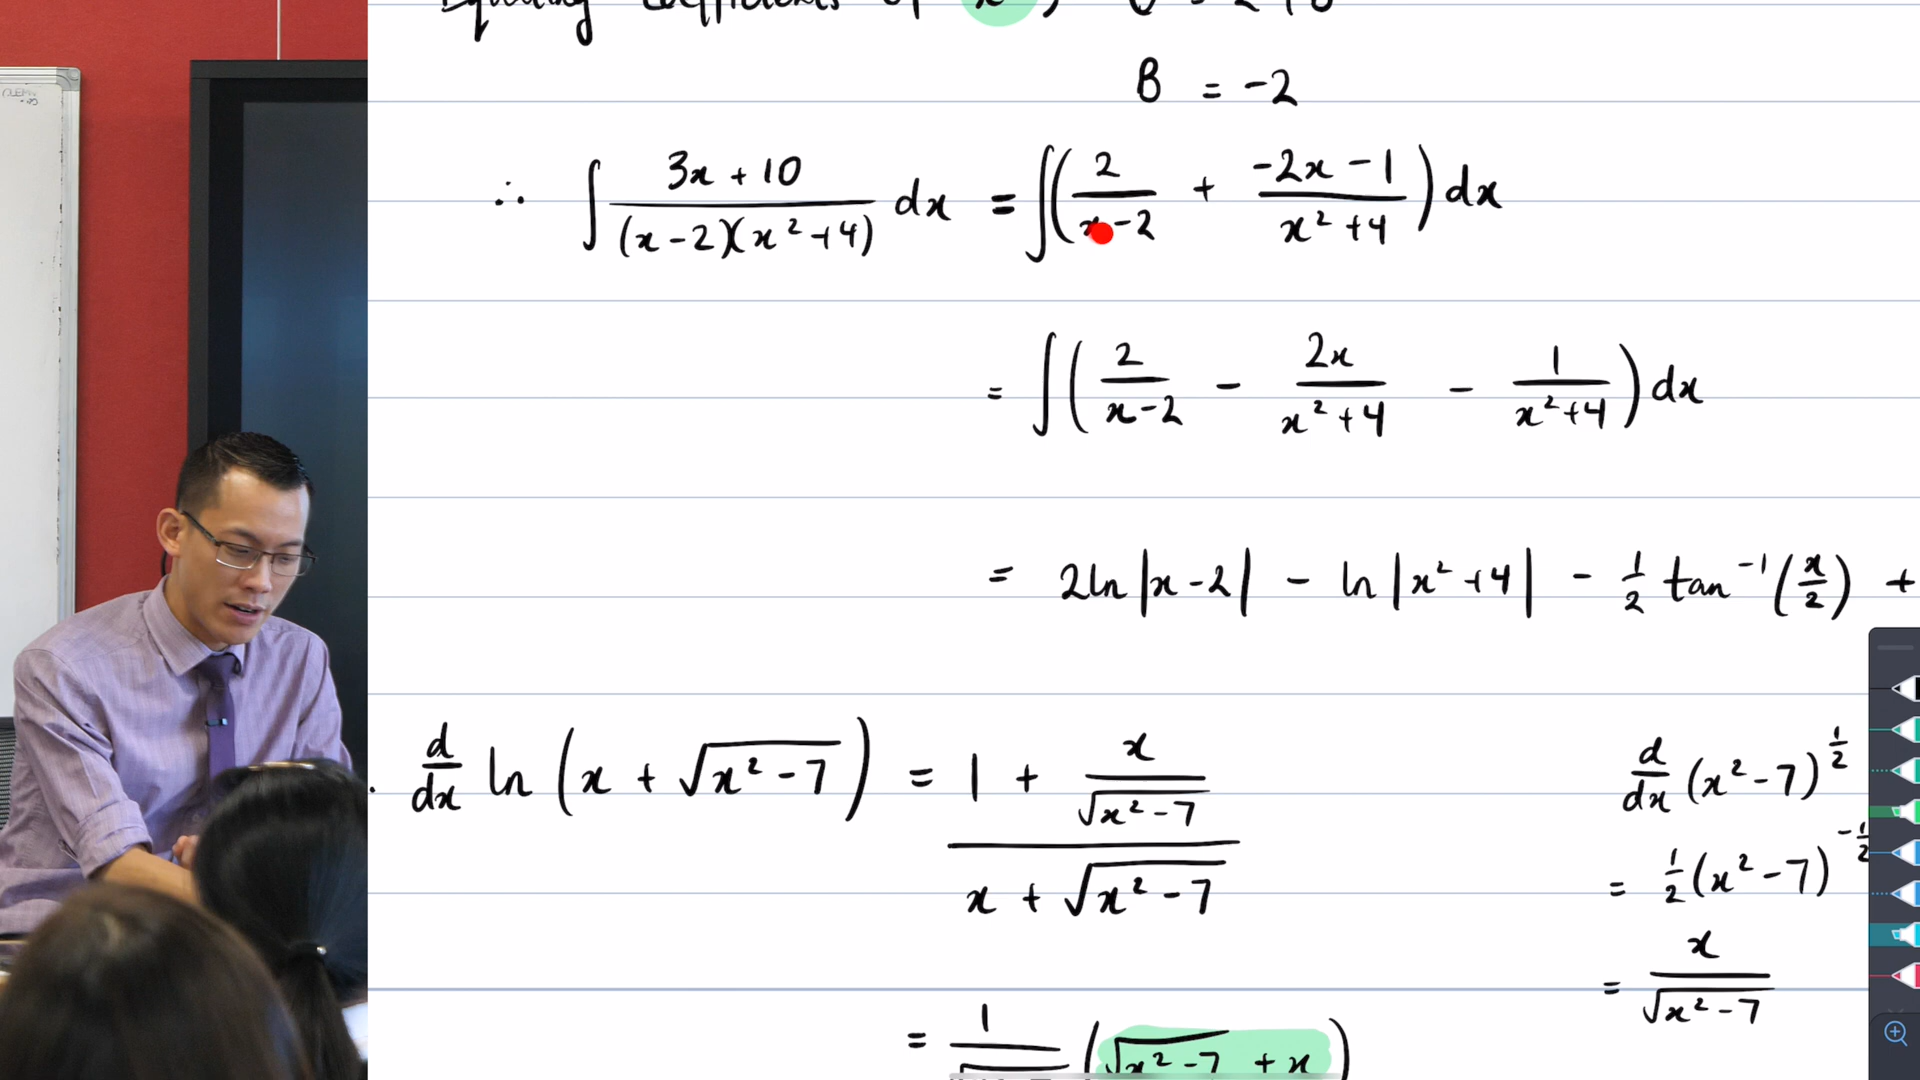 Equating coefficients of
B = -2
∴ ∫ (3x + 10)/((x - 2)(x² + 4)) dx = ∫(2/(x - 2) + (-2x - 1)/(x² + 4)) dx
= ∫(2/(x - 2) - 2x/(x² + 4) - 1/(x² + 4)) dx
= 2ln|x - 2| - ln|x² + 4| - ½ tan⁻¹(x/2) +
d/dx ln(x + √(x² - 7)) = (1 + x/√(x² - 7))/(x + √(x² - 7))
d/dx (x² - 7)^½
= ½(x² - 7)^-½
= x/√(x² - 7)
= 1/ (√(x² - 7) + x)